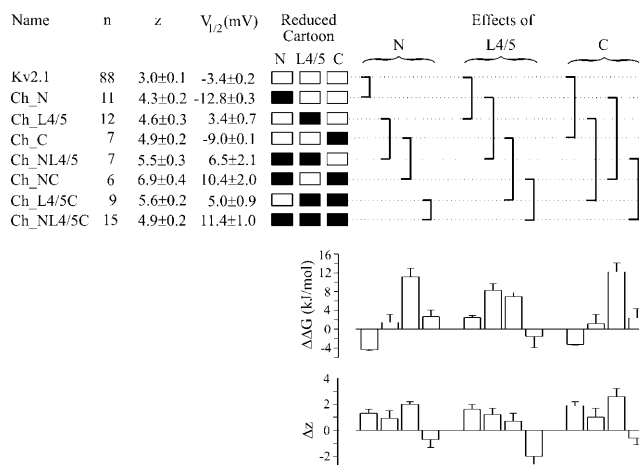 Name n z V1/2(mV) Reduced Cartoon Effects of
N L4/5 C N L4/5 C
Kv2.1 88 3.0±0.1 -3.4±0.2
Ch_N 11 4.3±0.2 -12.8±0.3
Ch_L4/5 12 4.6±0.3 3.4±0.7
Ch_C 7 4.9±0.2 -9.0±0.1
Ch_NL4/5 7 5.5±0.3 6.5±2.1
Ch_NC 6 6.9±0.4 10.4±2.0
Ch_L4/5C 9 5.6±0.2 5.0±0.9
Ch_NL4/5C 15 4.9±0.2 11.4±1.0
ΔΔG (kJ/mol)
16
12
8
4
0
-4
Δz
4
2
0
-2